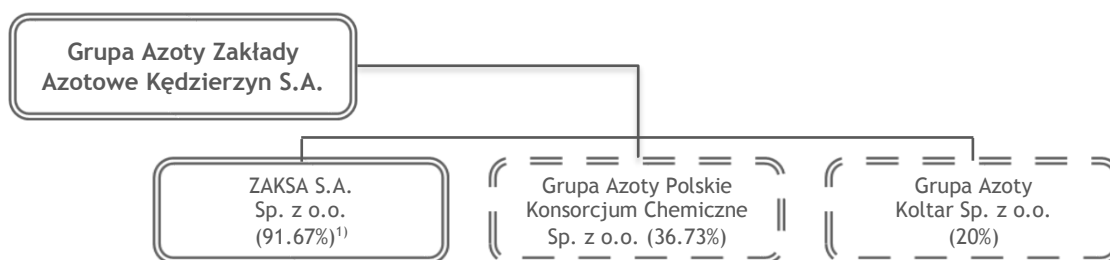 Grupa Azoty Zakłady
Azotowe Kędzierzyn S.A.
ZAKSA S.A.
Sp. z o.o.
(91.67%)¹⁾
Grupa Azoty Polskie
Konsorcjum Chemiczne
Sp. z o.o. (36.73%)
Grupa Azoty
Koltar Sp. z o.o.
(20%)